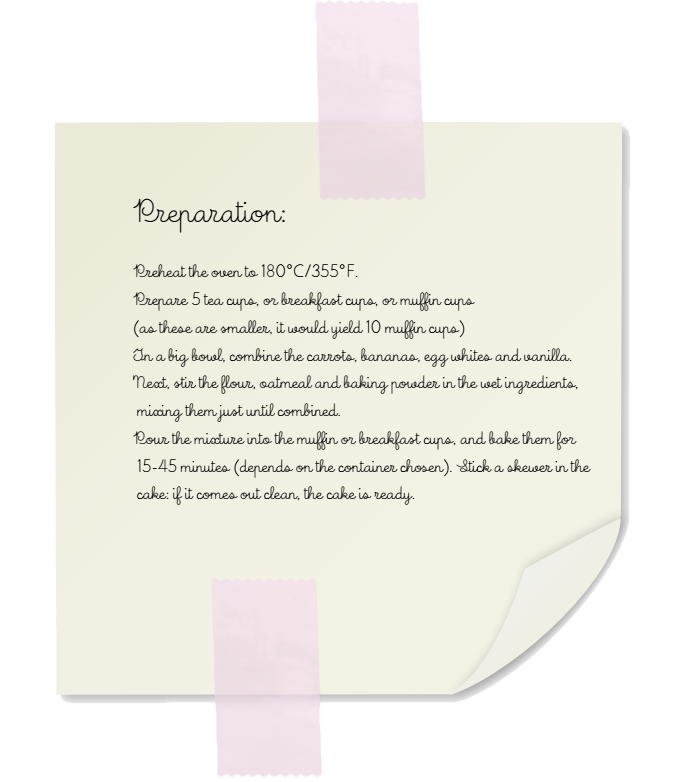 Preparation:
Preheat the oven to 180°C/355°F.
Prepare 5 tea cups, or breakfast cups, or muffin cups
(as these are smaller, it would yield 10 muffin cups)
In a big bowl, combine the carrots, bananas, egg whites and vanilla.
Next, stir the flour, oatmeal and baking powder in the wet ingredients,
mixing them just until combined.
Pour the mixture into the muffin or breakfast cups, and bake them for
15-45 minutes (depends on the container chosen). Stick a skewer in the
cake: if it comes out clean, the cake is ready.